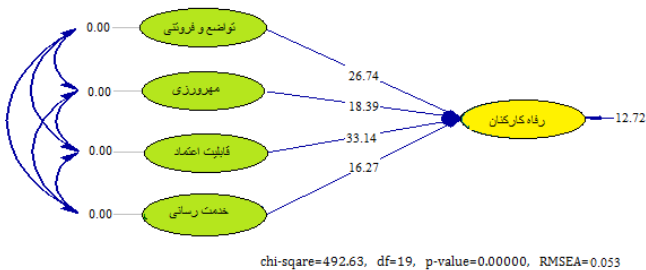 0.00
تواضع و فروتنی
26.74
0.00
مهرورزی
18.39
رفاه کارکنان
12.72
33.14
0.00
قابلیت اعتماد
16.27
0.00
خدمت رسانی
chi-sqare=492.63, df=19, p-value=0.00000, RMSEA=0.053